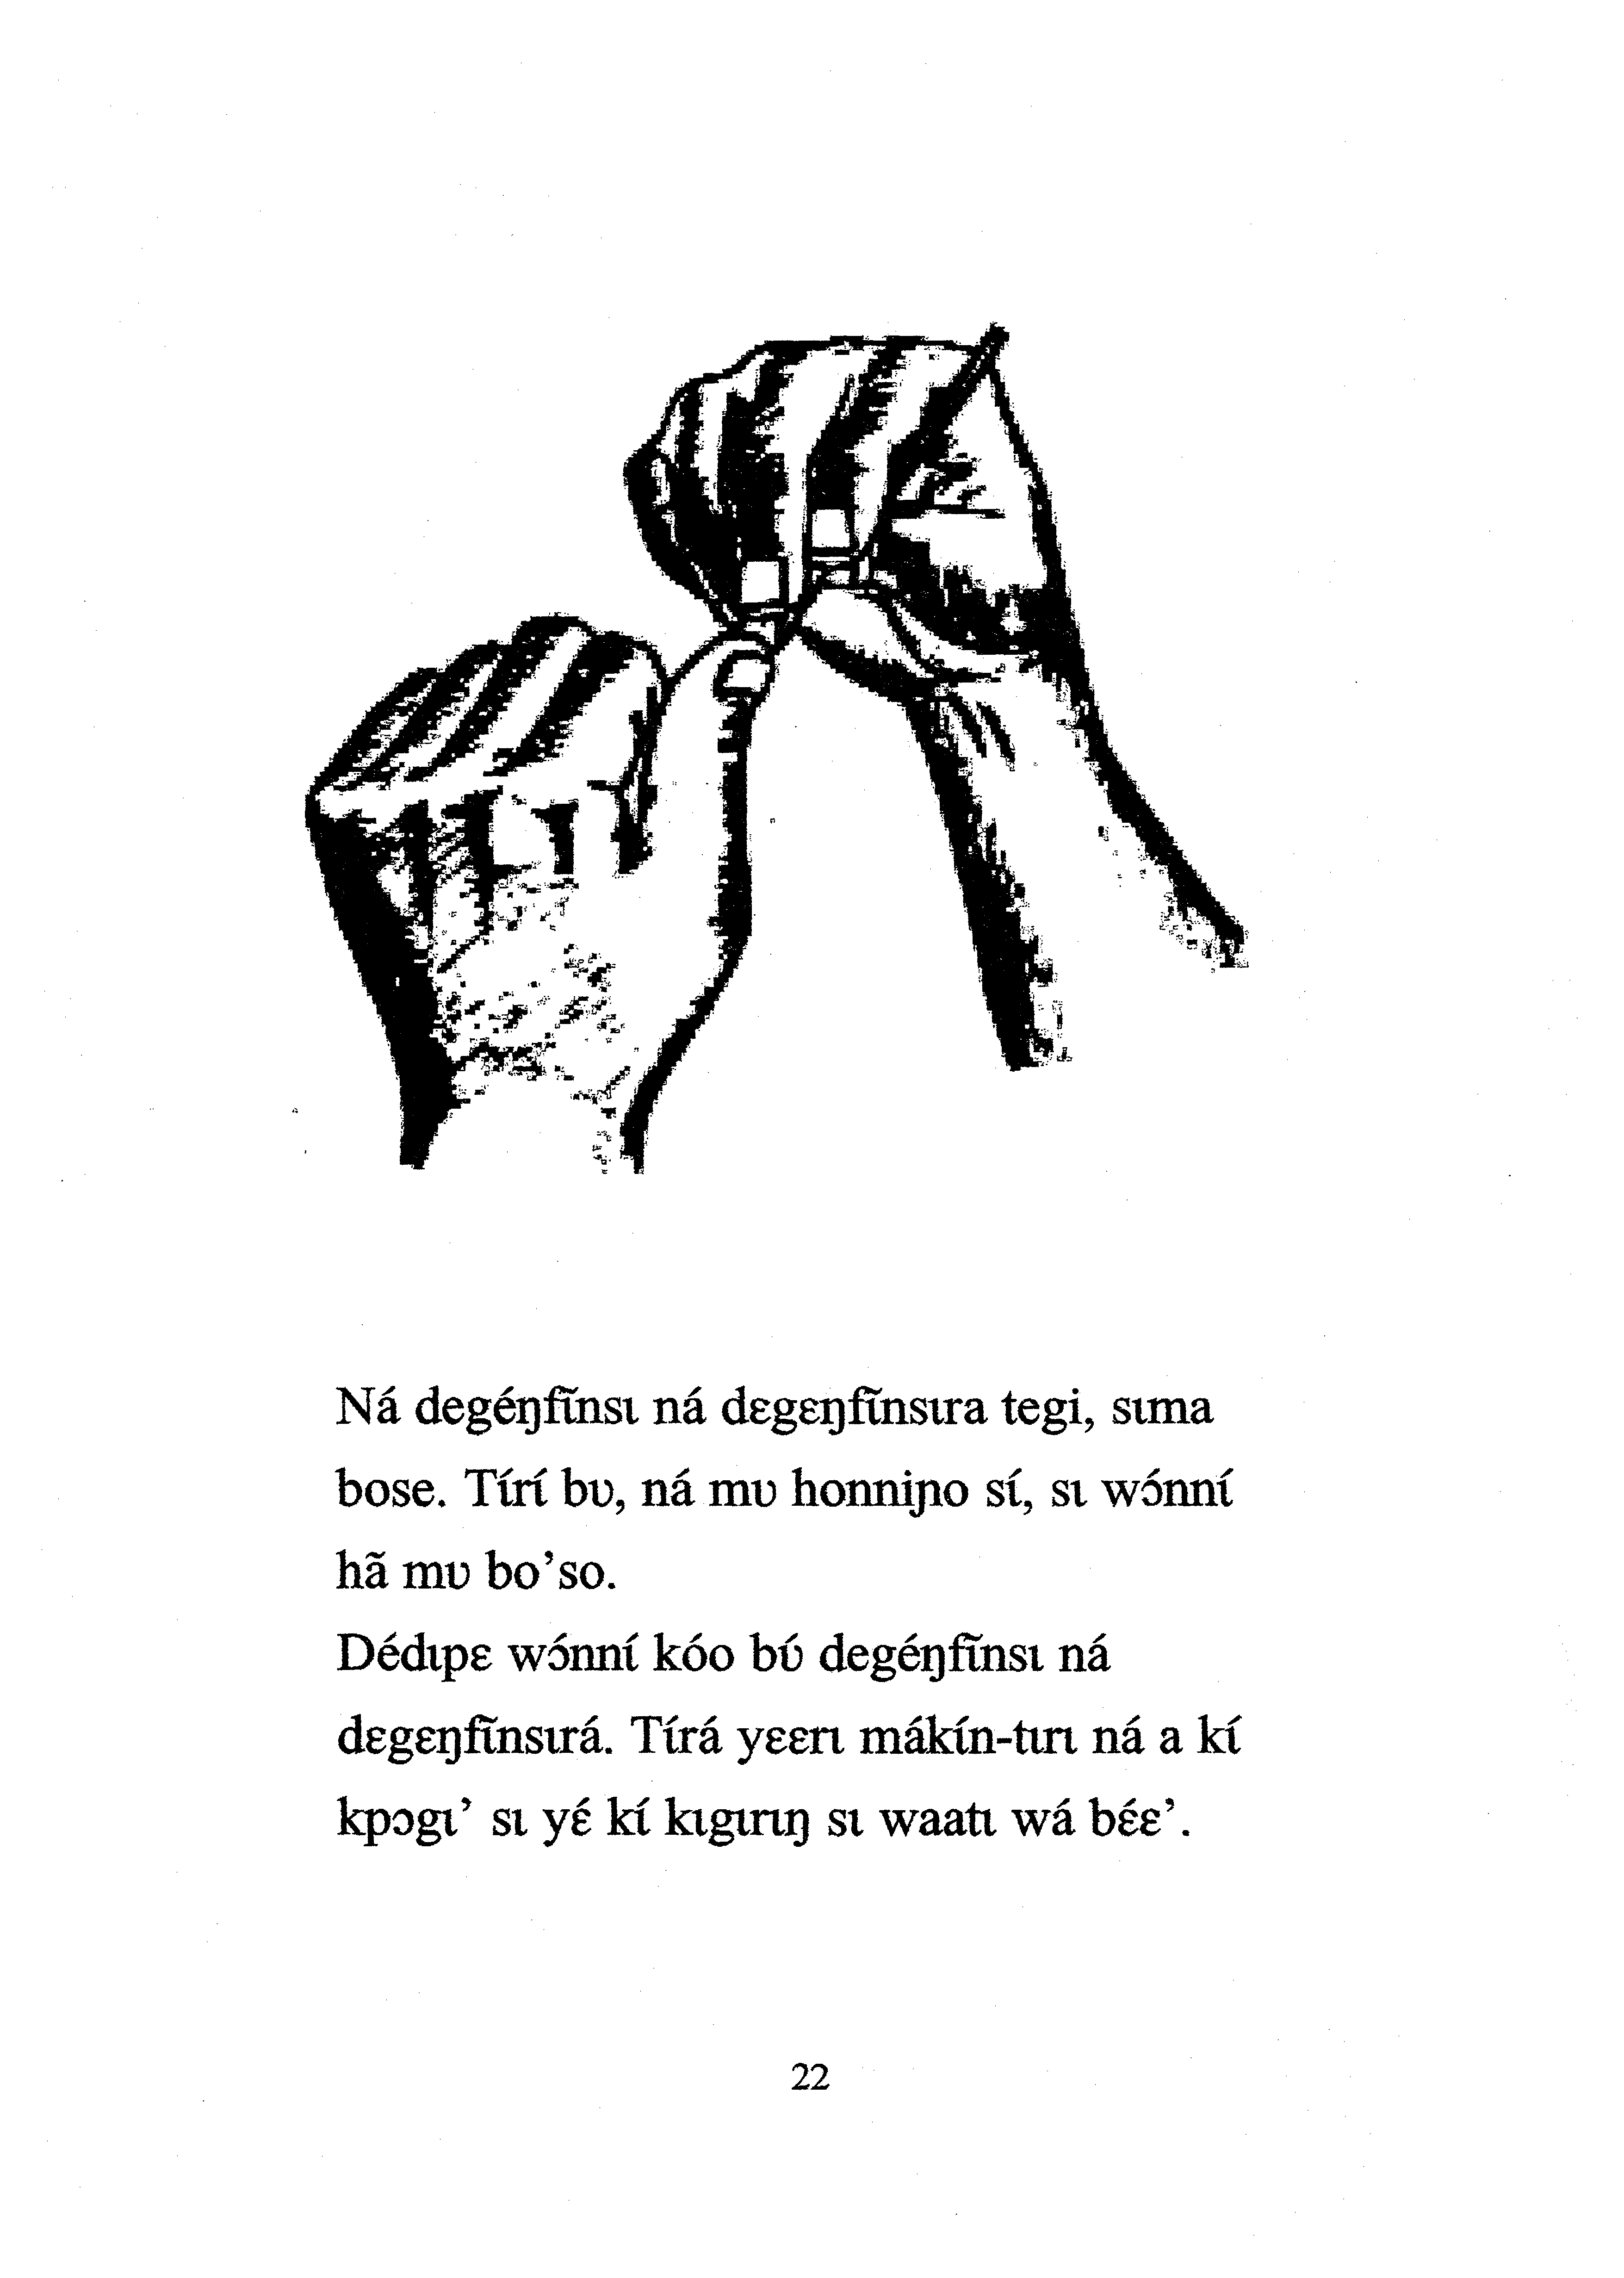 Ná degéŋfĩnsɩ ná dɛgɛŋfĩnsɩra tegi, sɩma
bose. Tírí bʋ, ná mʋ honniɲo sí, sɩ wɔ́nní
hã mʋ bo’so.
Dédɩpɛ wɔ́nní kóo bʋ́ degéŋfĩnsɩ ná
dɛgɛŋfĩnsɩrá. Tírá yɛɛrɩ mákín-tɩrɩ ná a kí
kpɔgɩ’ sɩ yɛ́ kí kɩgɩrɩŋ sɩ waatɩ wá bɛ́ɛ’.
22